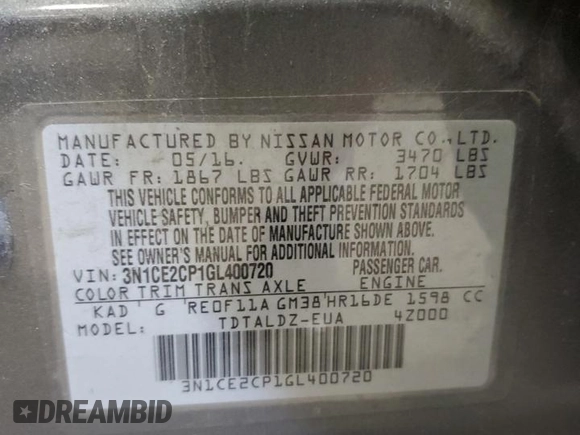 MANUFACTURED BY NISSAN MOTOR CO.,LTD.
DATE: 05/16. GVWR: 3470 LBS
GAWR FR: 1867 LBS GAWR RR: 1704 LBS
THIS VEHICLE CONFORMS TO ALL APPLICABLE FEDERAL MOTOR
VEHICLE SAFETY, BUMPER AND THEFT PREVENTION STANDARDS
IN EFFECT ON THE DATE OF MANUFACTURE SHOWN ABOVE.
SEE OWNER'S MANUAL FOR ADDITIONAL INFORMATION.
VIN: 3N1CE2CP1GL400720 PASSENGER CAR.
COLOR TRIM TRANS AXLE ENGINE
KAD G RE0F11A GM38 HR16DE 1598 CC
MODEL: TDTALDZ-EUA 4Z000
3N1CE2CP1GL400720
DREAMBID